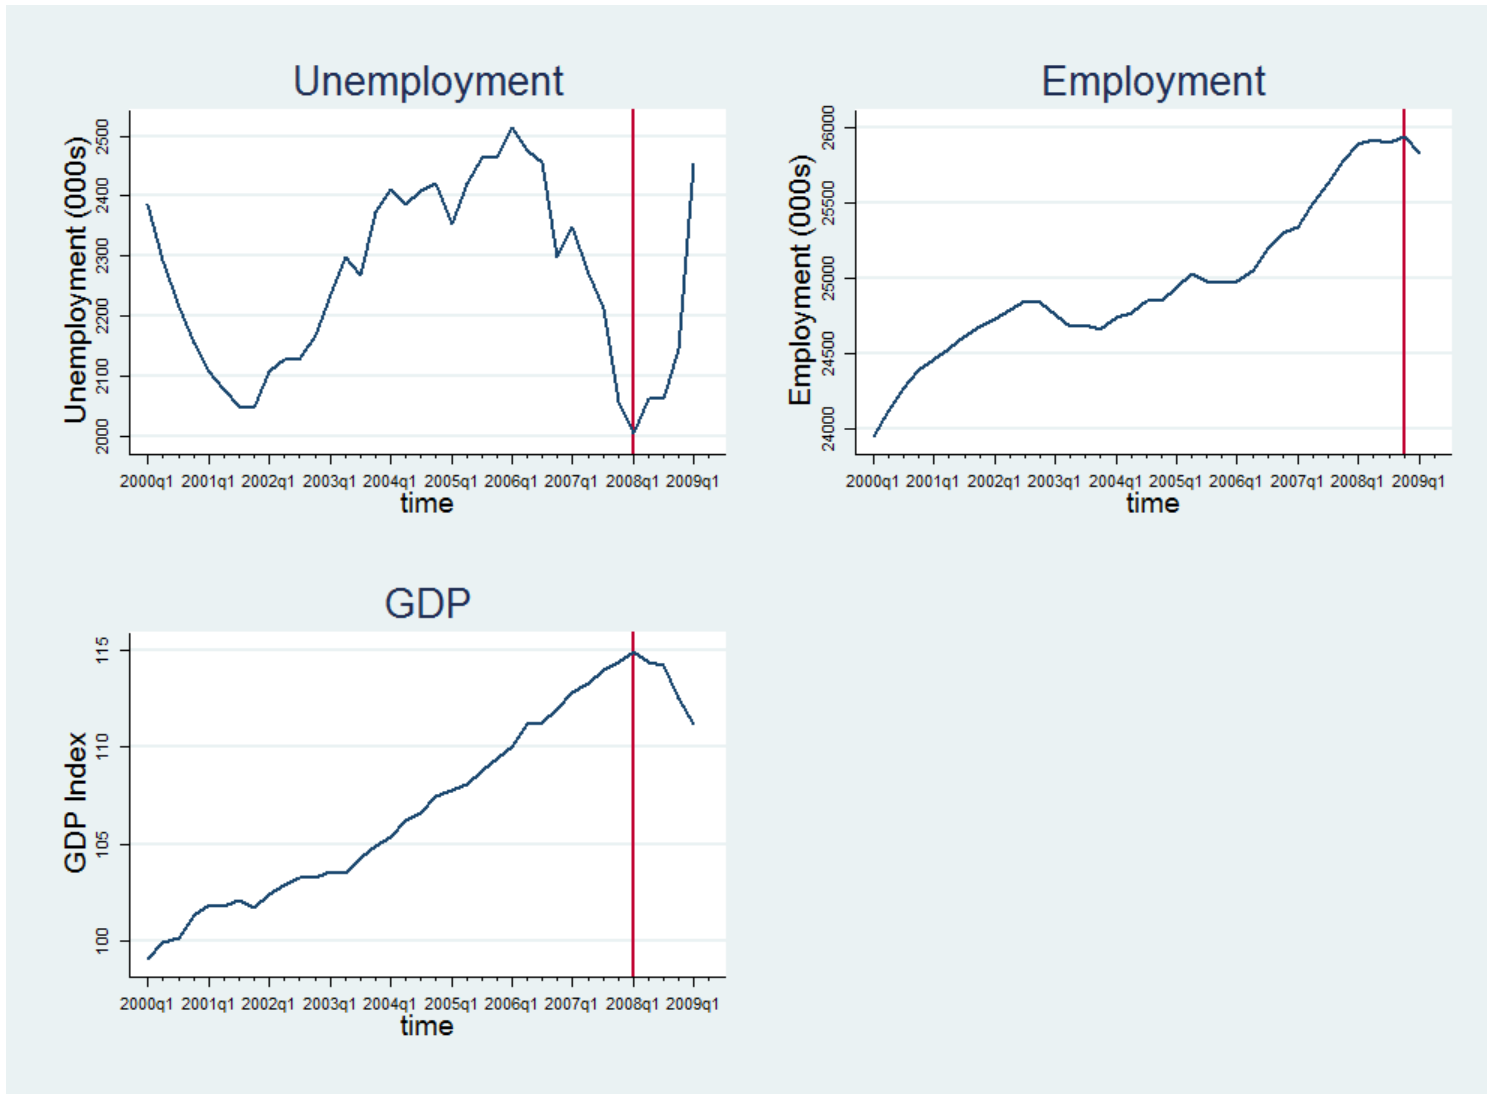 Unemployment
Unemployment (000s)
2500
2400
2300
2200
2100
2000
2000q1 2001q1 2002q1 2003q1 2004q1 2005q1 2006q1 2007q1 2008q1 2009q1
time
Employment
Employment (000s)
26000
25500
25000
24500
24000
2000q1 2001q1 2002q1 2003q1 2004q1 2005q1 2006q1 2007q1 2008q1 2009q1
time
GDP
GDP Index
115
110
105
100
2000q1 2001q1 2002q1 2003q1 2004q1 2005q1 2006q1 2007q1 2008q1 2009q1
time